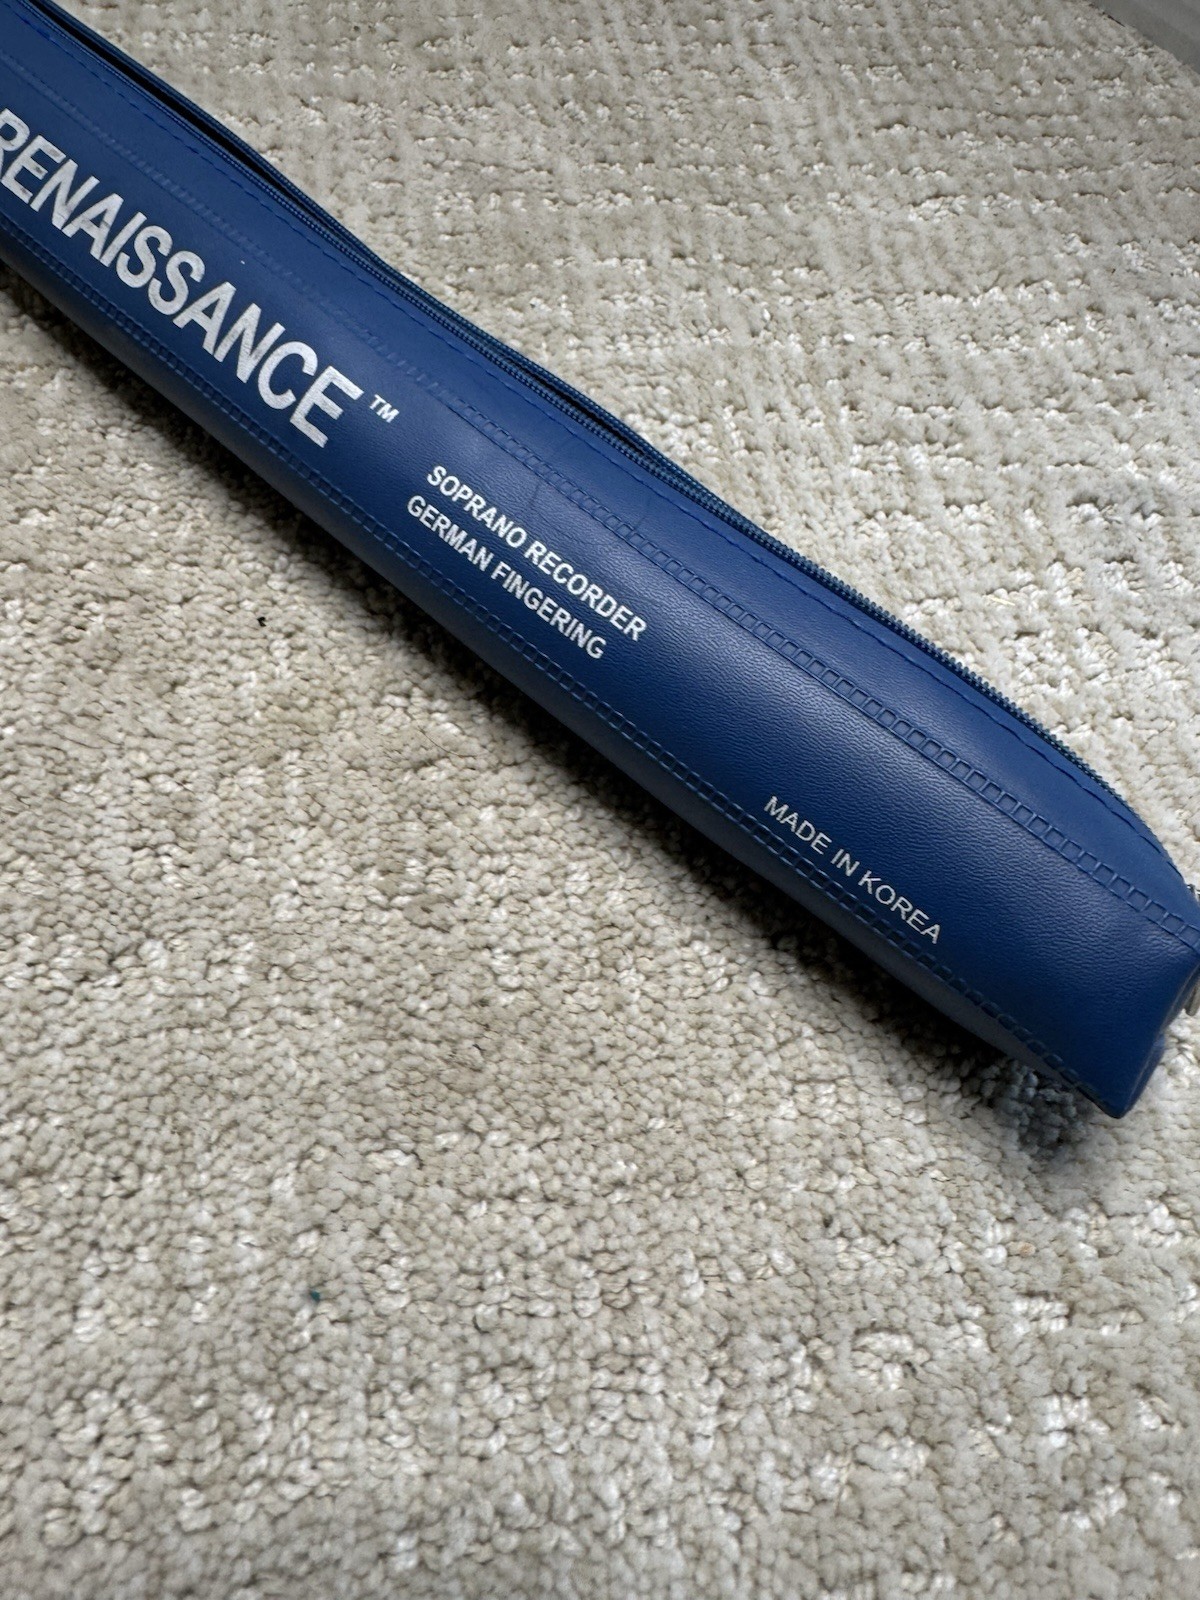 RENAISSANCE™
SOPRANO RECORDER
GERMAN FINGERING
MADE IN KOREA